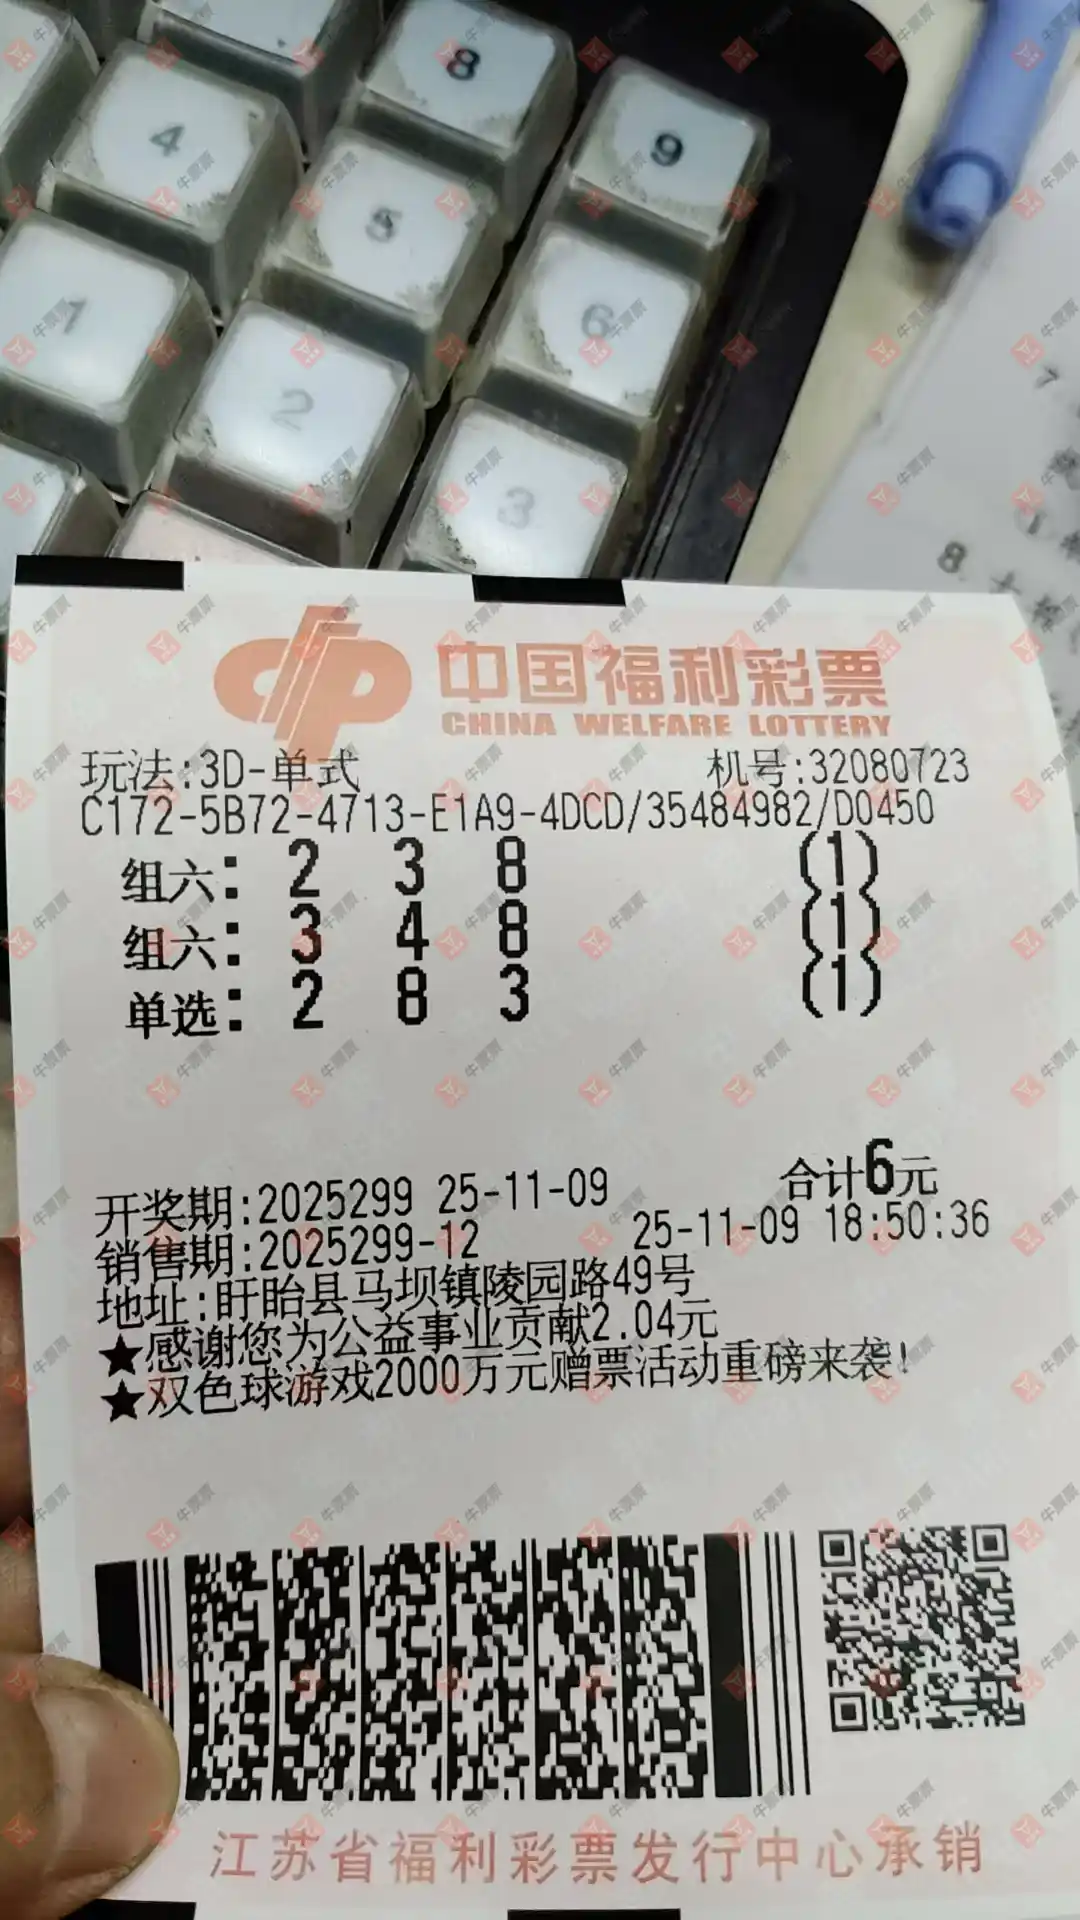 8
9
4
5
6
1
2
3
7
8
中国福利彩票
CHINA WELFARE LOTTERY
玩法:3D-单式 机号:32080723
C172-5B72-4713-E1A9-4DCD/35484982/D0450
组六: 2 3 8 (1)
组六: 3 4 8 (1)
单选: 2 8 3 (1)
合计6元
开奖期:2025299 25-11-09
销售期:2025299-12 25-11-09 18:50:36
地址:盱眙县马坝镇陵园路49号
★感谢您为公益事业贡献2.04元
★双色球游戏2000万元赠票活动重磅来袭!
江苏省福利彩票发行中心承销
牛票票